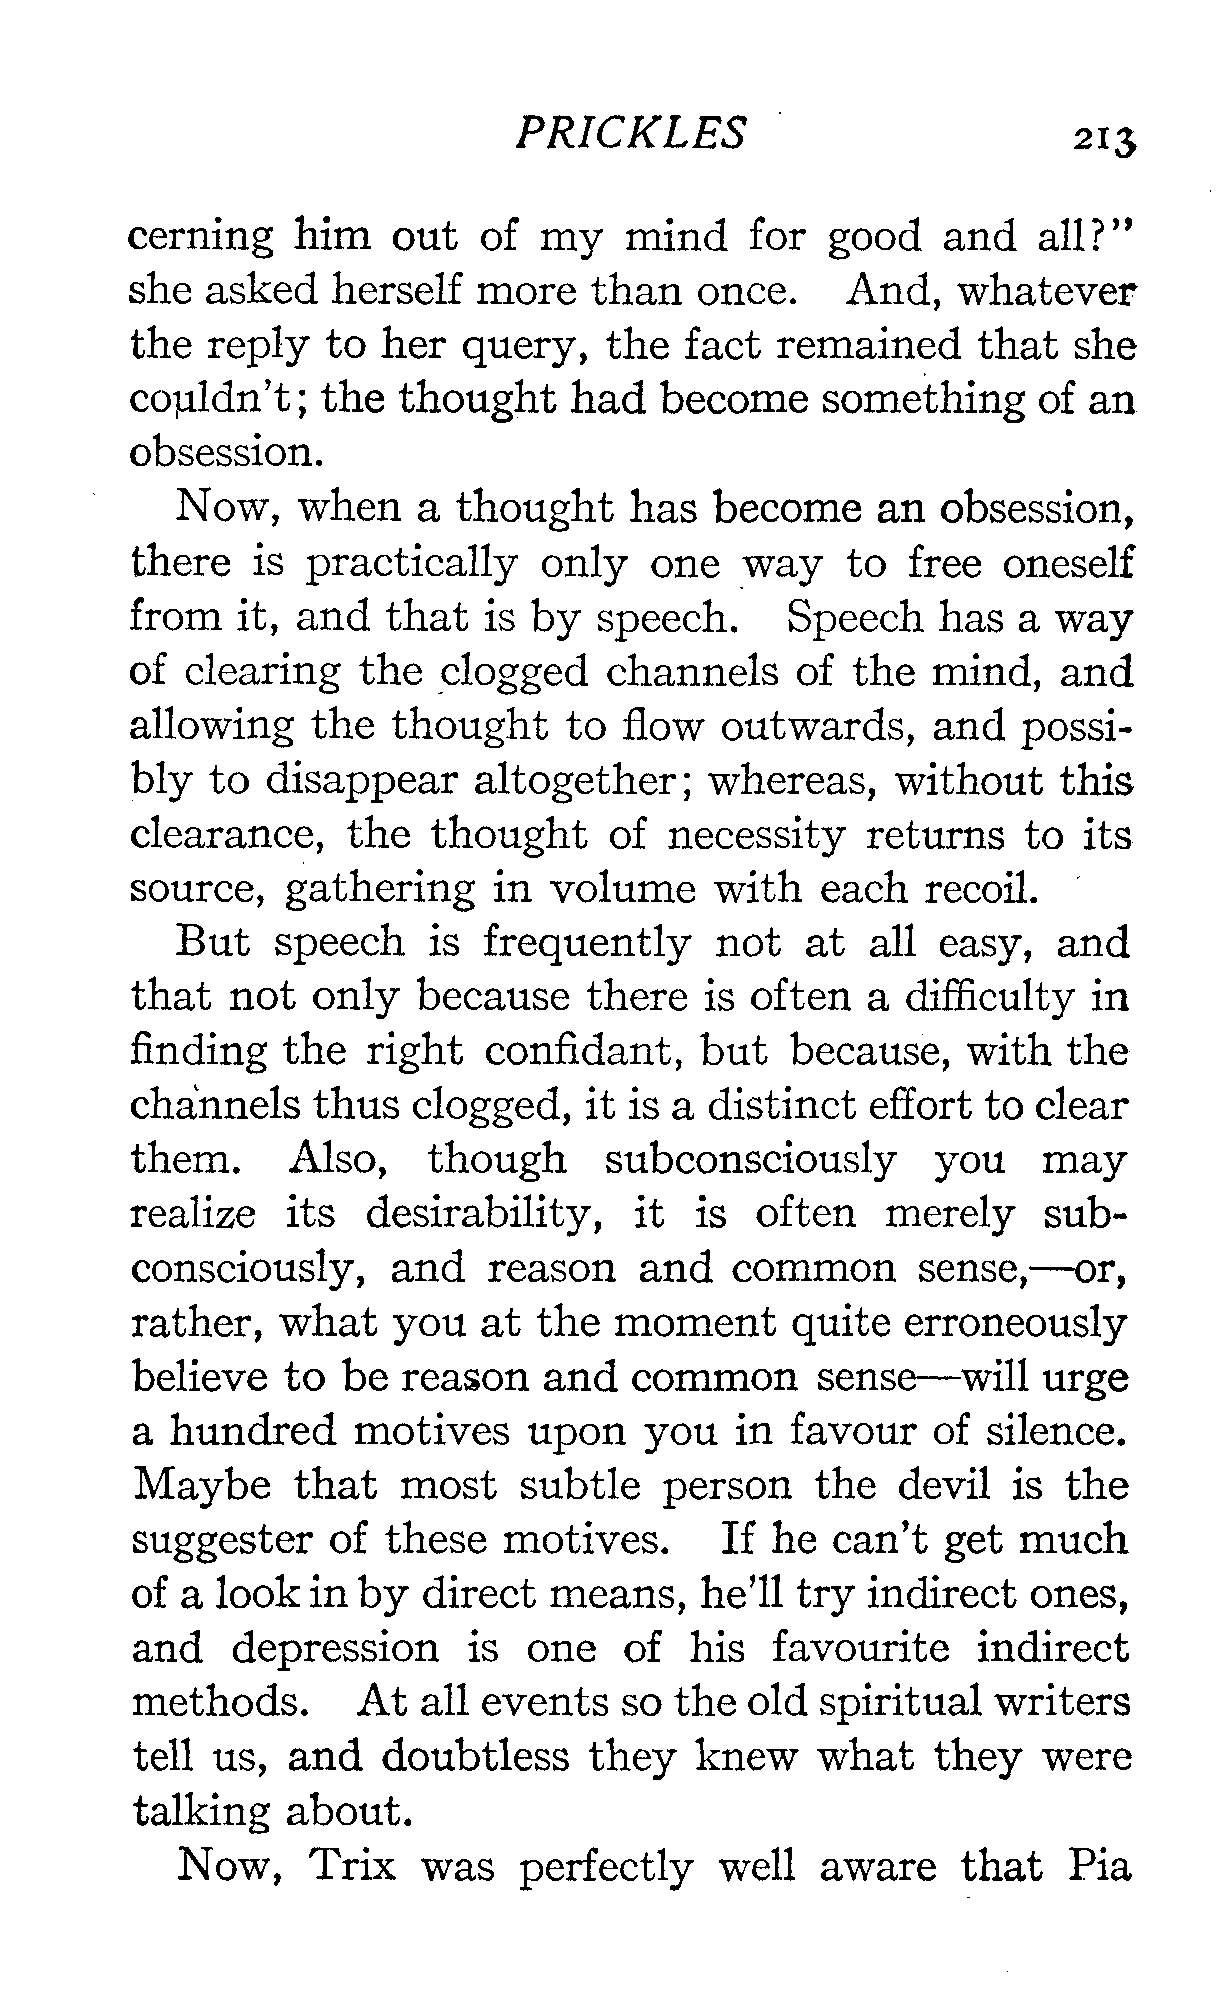 PRICKLES 213
cerning him out of my mind for good and all?"
she asked herself more than once. And, whatever
the reply to her query, the fact remained that she
couldn't; the thought had become something of an
obsession.
Now, when a thought has become an obsession,
there is practically only one way to free oneself
from it, and that is by speech. Speech has a way
of clearing the clogged channels of the mind, and
allowing the thought to flow outwards, and possi-
bly to disappear altogether; whereas, without this
clearance, the thought of necessity returns to its
source, gathering in volume with each recoil.
But speech is frequently not at all easy, and
that not only because there is often a difficulty in
finding the right confidant, but because, with the
channels thus clogged, it is a distinct effort to clear
them. Also, though subconsciously you may
realize its desirability, it is often merely sub-
consciously, and reason and common sense,—or,
rather, what you at the moment quite erroneously
believe to be reason and common sense—will urge
a hundred motives upon you in favour of silence.
Maybe that most subtle person the devil is the
suggester of these motives. If he can't get much
of a look in by direct means, he'll try indirect ones,
and depression is one of his favourite indirect
methods. At all events so the old spiritual writers
tell us, and doubtless they knew what they were
talking about.
Now, Trix was perfectly well aware that Pia